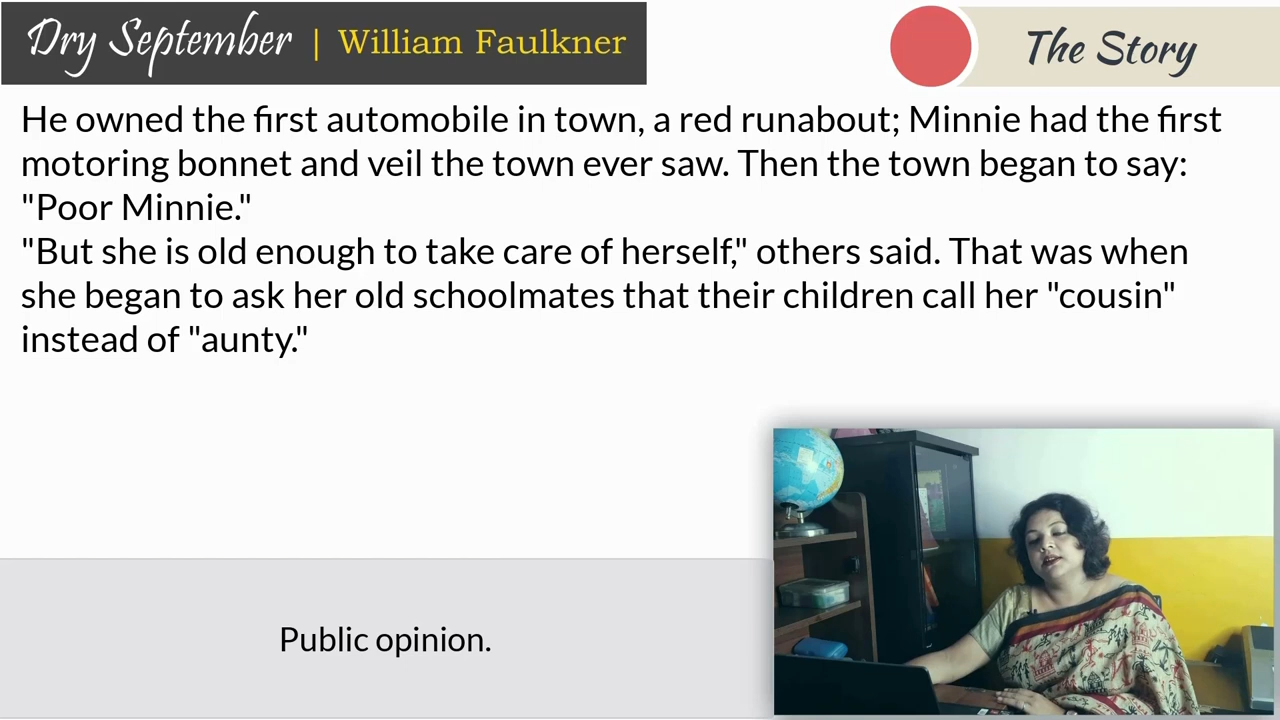 Dry September | William Faulkner
The Story
He owned the first automobile in town, a red runabout; Minnie had the first
motoring bonnet and veil the town ever saw. Then the town began to say:
"Poor Minnie."
"But she is old enough to take care of herself," others said. That was when
she began to ask her old schoolmates that their children call her "cousin"
instead of "aunty."
Public opinion.